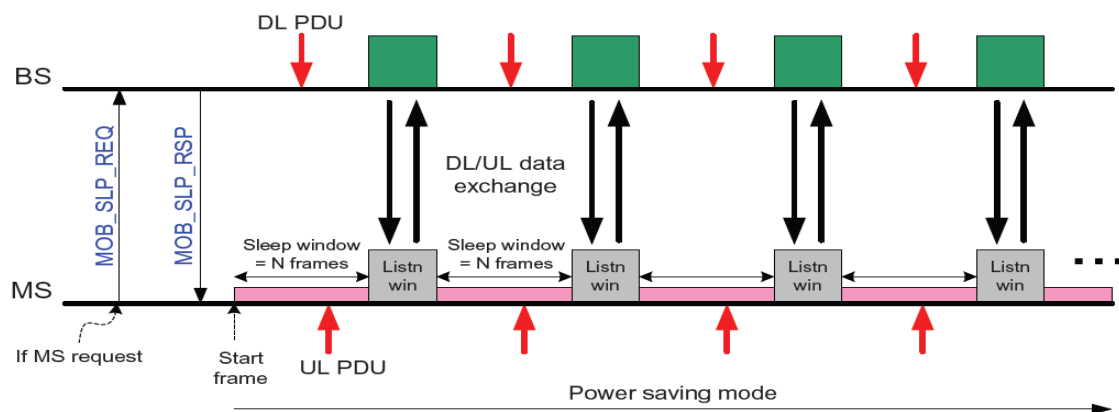 DL PDU
BS
MOB_SLP_REQ
MOB_SLP_RSP
DL/UL data
exchange
Sleep window
= N frames
Sleep window
= N frames
Listn
win
Listn
win
Listn
win
Listn
win
...
MS
If MS request
Start
frame
UL PDU
Power saving mode